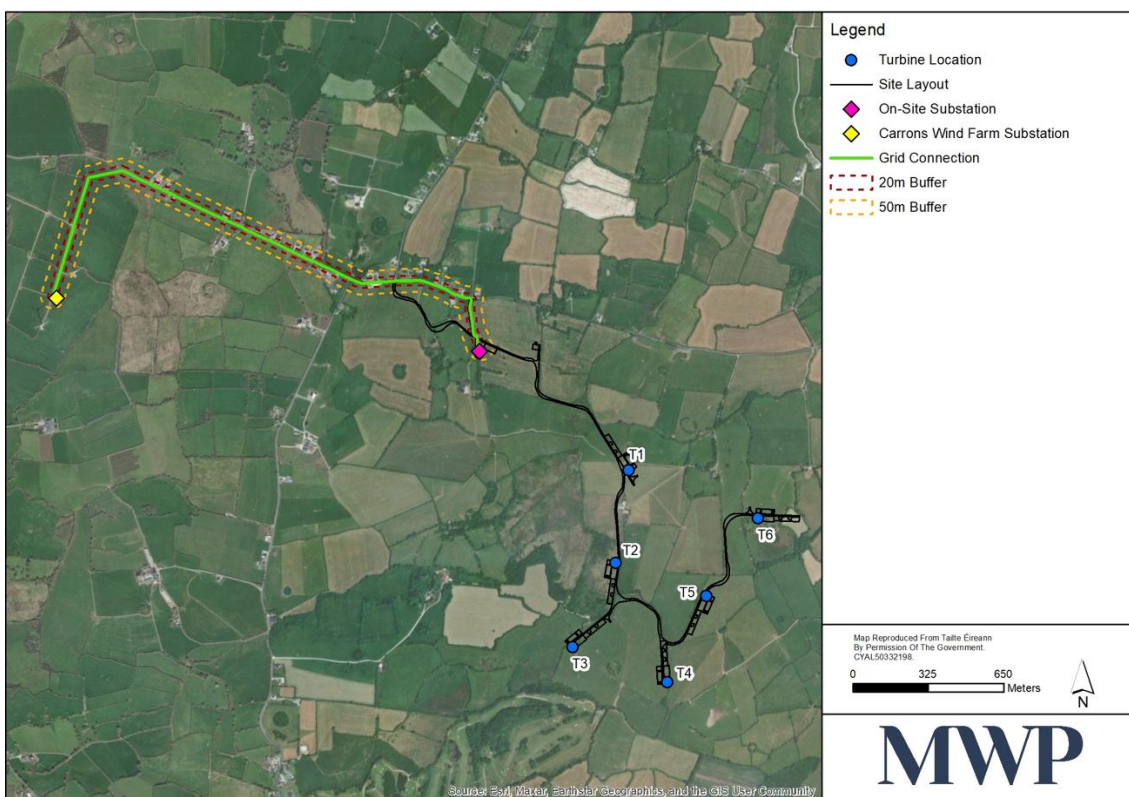 Legend
Turbine Location
Site Layout
On-Site Substation
Carrons Wind Farm Substation
Grid Connection
20m Buffer
50m Buffer
T1
T6
T2
T5
T3
T4
Map Reproduced From Tailte Éireann
By Permission Of The Government.
CYAL50332198.
0 325 650
Meters
N
MWP
Source: Esri, Maxar, Earthstar Geographics, and the GIS User Community